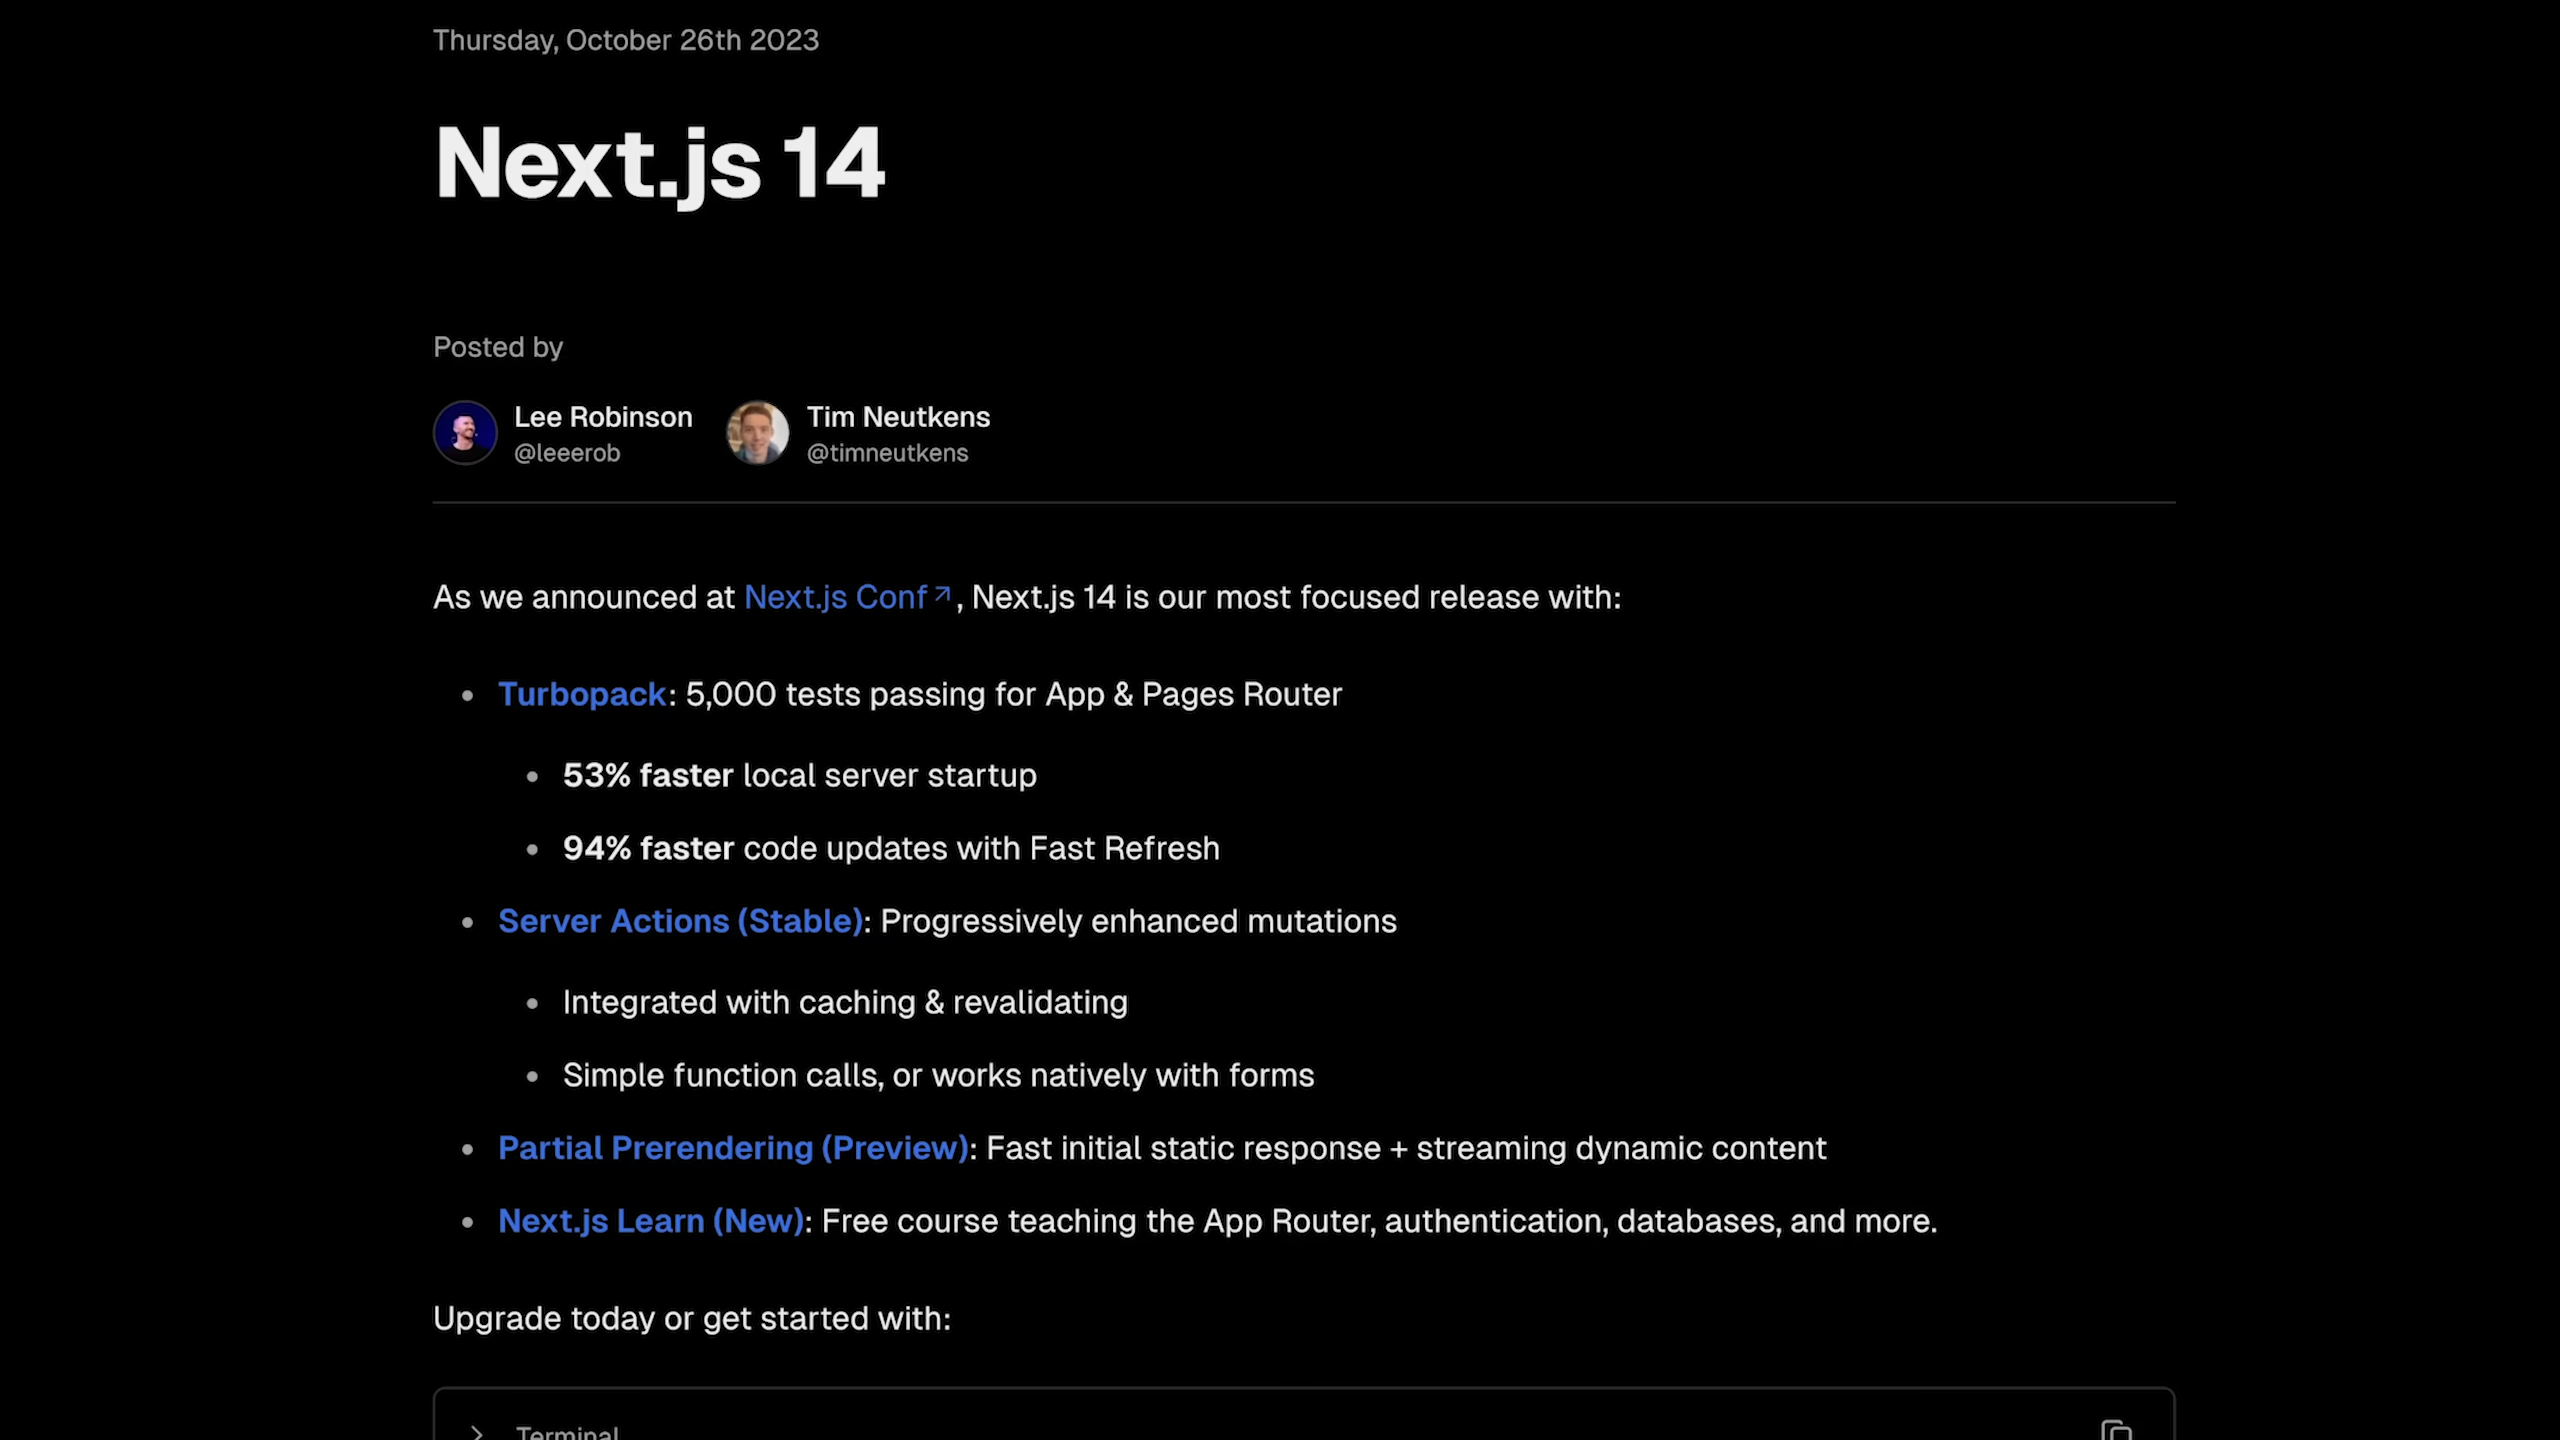 Thursday, October 26th 2023
Next.js 14
Posted by
Lee Robinson
@leeerob
Tim Neutkens
@timneutkens
As we announced at Next.js Conf↗, Next.js 14 is our most focused release with:
• Turbopack: 5,000 tests passing for App & Pages Router
• 53% faster local server startup
• 94% faster code updates with Fast Refresh
• Server Actions (Stable): Progressively enhanced mutations
• Integrated with caching & revalidating
• Simple function calls, or works natively with forms
• Partial Prerendering (Preview): Fast initial static response + streaming dynamic content
• Next.js Learn (New): Free course teaching the App Router, authentication, databases, and more.
Upgrade today or get started with:
Terminal